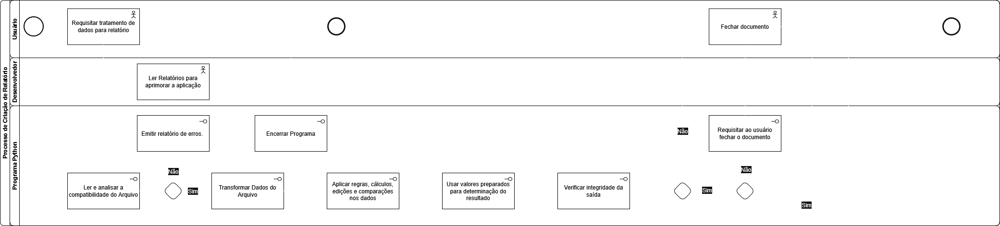 Processo de Criação de Relatório
Usuário
Requisitar tratamento de
dados para relatório
Fechar documento
Desenvolvedor
Ler Relatórios para
aprimorar a aplicação
Programa Python
Emitir relatório de erros.
Encerrar Programa
Não
Requisitar ao usuário
fechar o documento
Ler e analisar a
compatibilidade do Arquivo
Não
Sim
Transformar Dados do
Arquivo
Aplicar regras, cálculos,
edições e comparações
nos dados
Usar valores preparados
para determinação do
resultado
Verificar integridade da
saída
Sim
Não
Sim